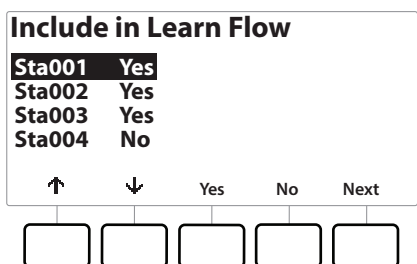 Include in Learn Flow
Sta001 Yes
Sta002 Yes
Sta003 Yes
Sta004 No
↑ ↓ Yes No Next